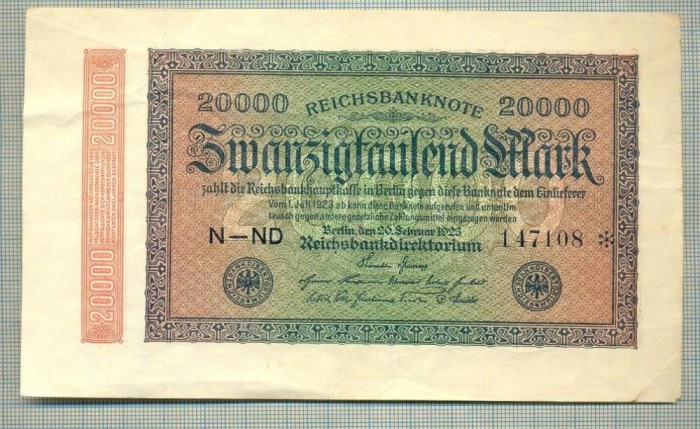 20000
REICHSBANKNOTE
20000
Zwanzigtausend Mark
zahlt die Reichsbankhauptkasse in Berlin gegen diese Banknote dem Einlieferer
Vom 1. Juli 1923 ab kann diese Banknote aufgerufen und unter Um
tausch gegen andere gesetzliche Zahlungsmittel eingezogen werden
Berlin, den 20. Februar 1923
Reichsbankdirektorium
N—ND
147108 *
20000
20000